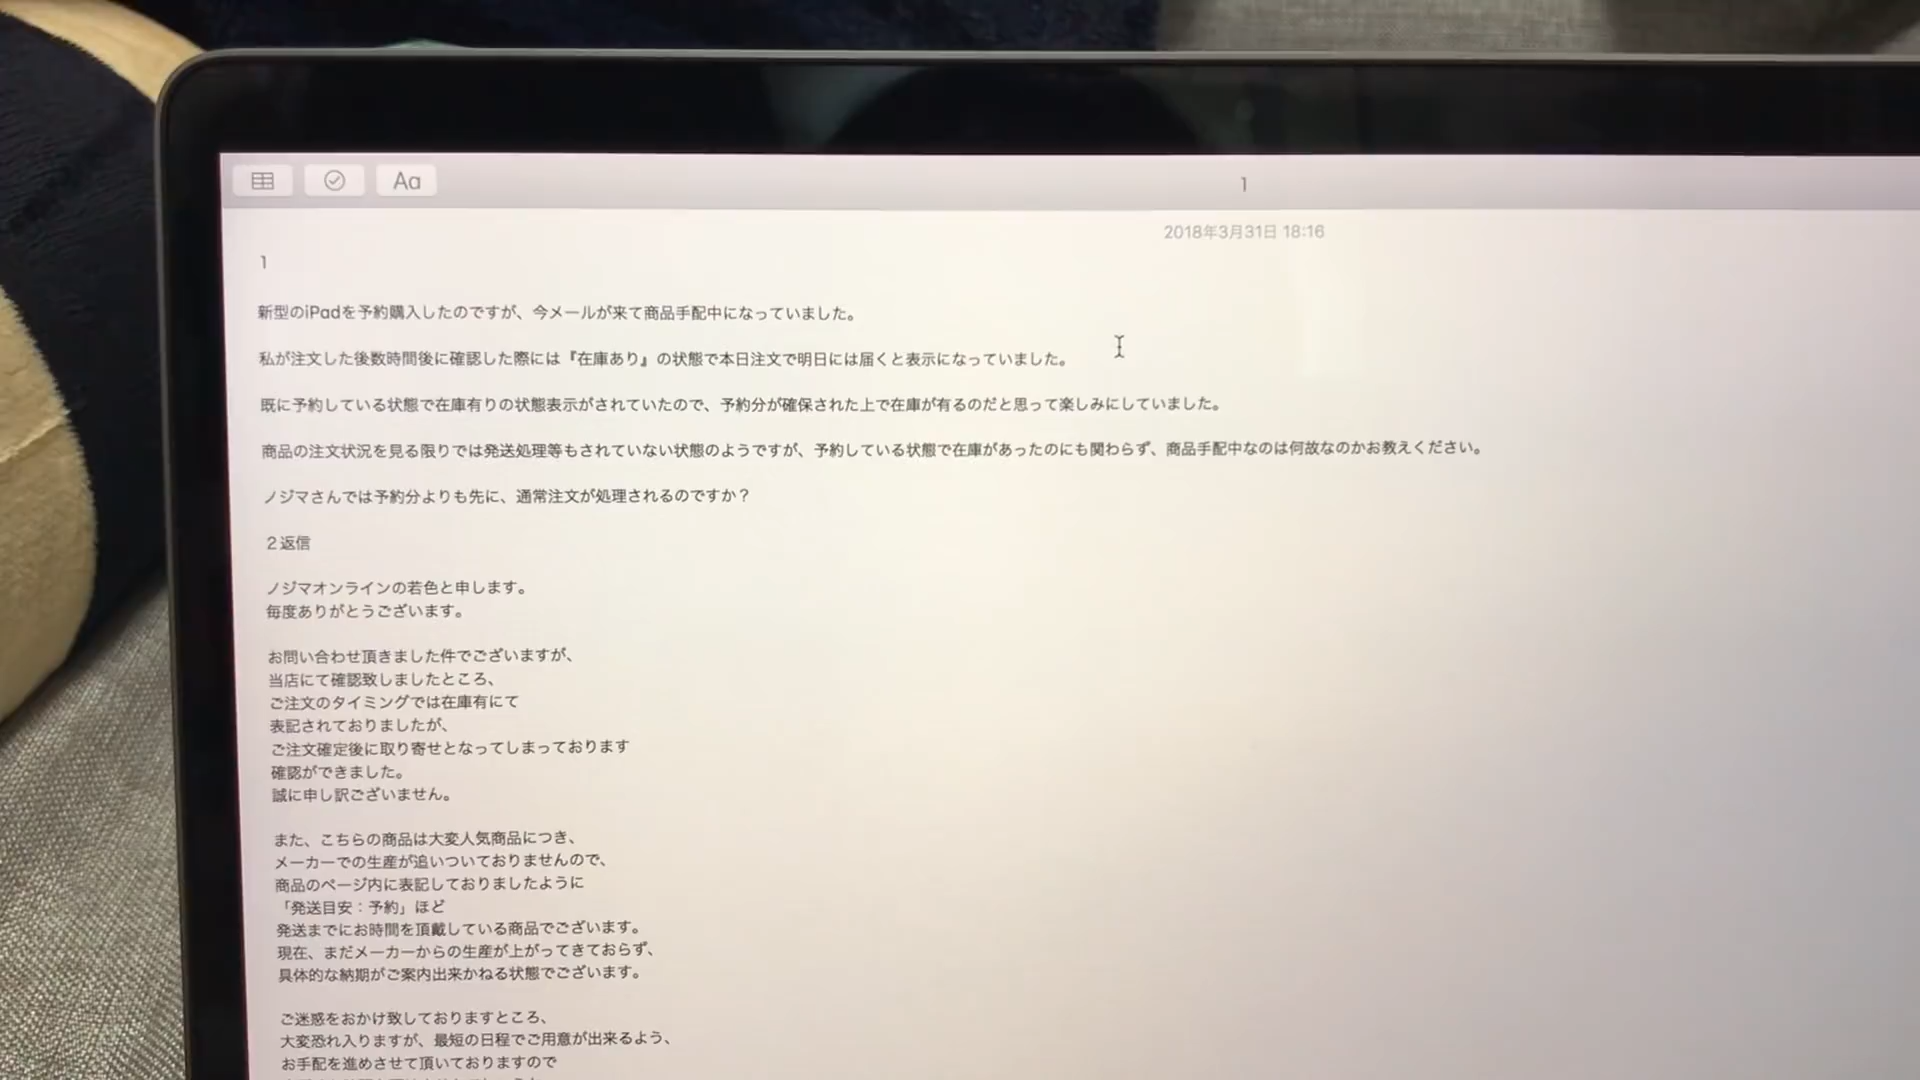 Aa
1
2018年3月31日 18:16
1
新型のiPadを予約購入したのですが、今メールが来て商品手配中になっていました。
私が注文した後数時間後に確認した際には『在庫あり』の状態で本日注文で明日には届くと表示になっていました。
既に予約している状態で在庫有りの状態表示がされていたので、予約分が確保された上で在庫が有るのだと思って楽しみにしていました。
商品の注文状況を見る限りでは発送処理等もされていない状態のようですが、予約している状態で在庫があったのにも関わらず、商品手配中なのは何故なのかお教えください。
ノジマさんでは予約分よりも先に、通常注文が処理されるのですか？
２返信
ノジマオンラインの若色と申します。
毎度ありがとうございます。
お問い合わせ頂きました件でございますが、
当店にて確認致しましたところ、
ご注文のタイミングでは在庫有にて
表記されておりましたが、
ご注文確定後に取り寄せとなってしまっております
確認ができました。
誠に申し訳ございません。
また、こちらの商品は大変人気商品につき、
メーカーでの生産が追いついておりませんので、
商品のページ内に表記しておりましたように
「発送目安：予約」ほど
発送までにお時間を頂戴している商品でございます。
現在、まだメーカーからの生産が上がってきておらず、
具体的な納期がご案内出来かねる状態でございます。
ご迷惑をおかけ致しておりますところ、
大変恐れ入りますが、最短の日程でご用意が出来るよう、
お手配を進めさせて頂いておりますので